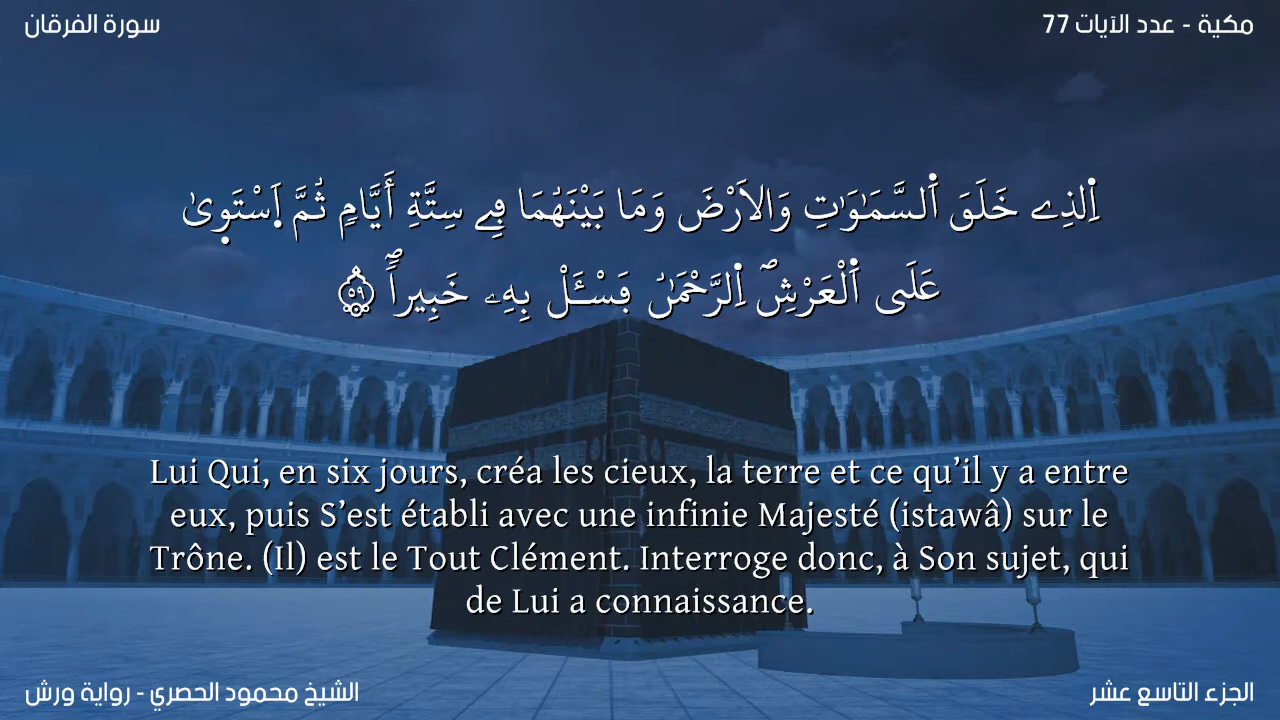 سورة الفرقان
مكية - عدد الآيات 77
اِ۬لذِے خَلَقَ اَ۬لسَّمَٰوَٰتِ وَالَارْضَ وَمَا بَيْنَهُمَا فِے سِتَّةِ أَيَّامٖ ثُمَّ اَ۪سْتَو۪يٰ
عَلَى اَ۬لْعَرْشِۖ اِ۬لرَّحْمَٰنُ فَسْـَٔلْ بِهِۦ خَبِيراٗۖ ٥٩
Lui Qui, en six jours, créa les cieux, la terre et ce qu’il y a entre
eux, puis S’est établi avec une infinie Majesté (istawâ) sur le
Trône. (Il) est le Tout Clément. Interroge donc, à Son sujet, qui
de Lui a connaissance.
الشيخ محمود الحصري - رواية ورش
الجزء التاسع عشر